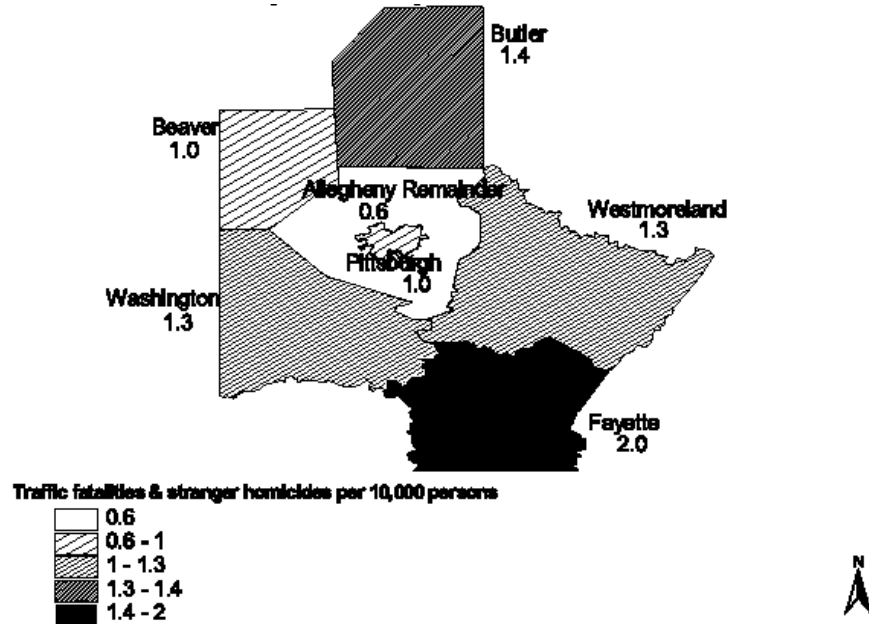 Butler
1.4
Beaver
1.0
Allegheny Remainder
0.6
Westmoreland
1.3
Pittsburgh
1.0
Washington
1.3
Fayette
2.0
Traffic fatalities & stranger homicides per 10,000 persons
0.6
0.6 - 1
1 - 1.3
1.3 - 1.4
1.4 - 2
N